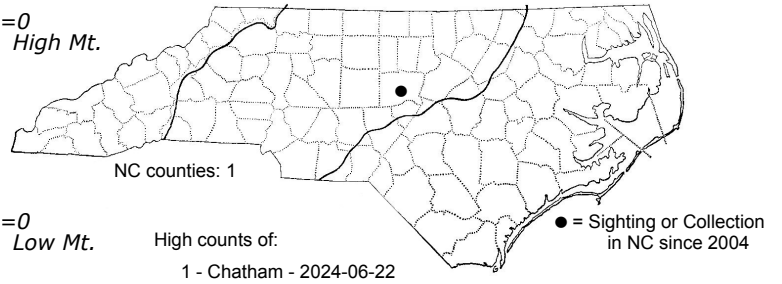 =0
High Mt.
NC counties: 1
=0
Low Mt.
High counts of:
1 - Chatham - 2024-06-22
● = Sighting or Collection
in NC since 2004